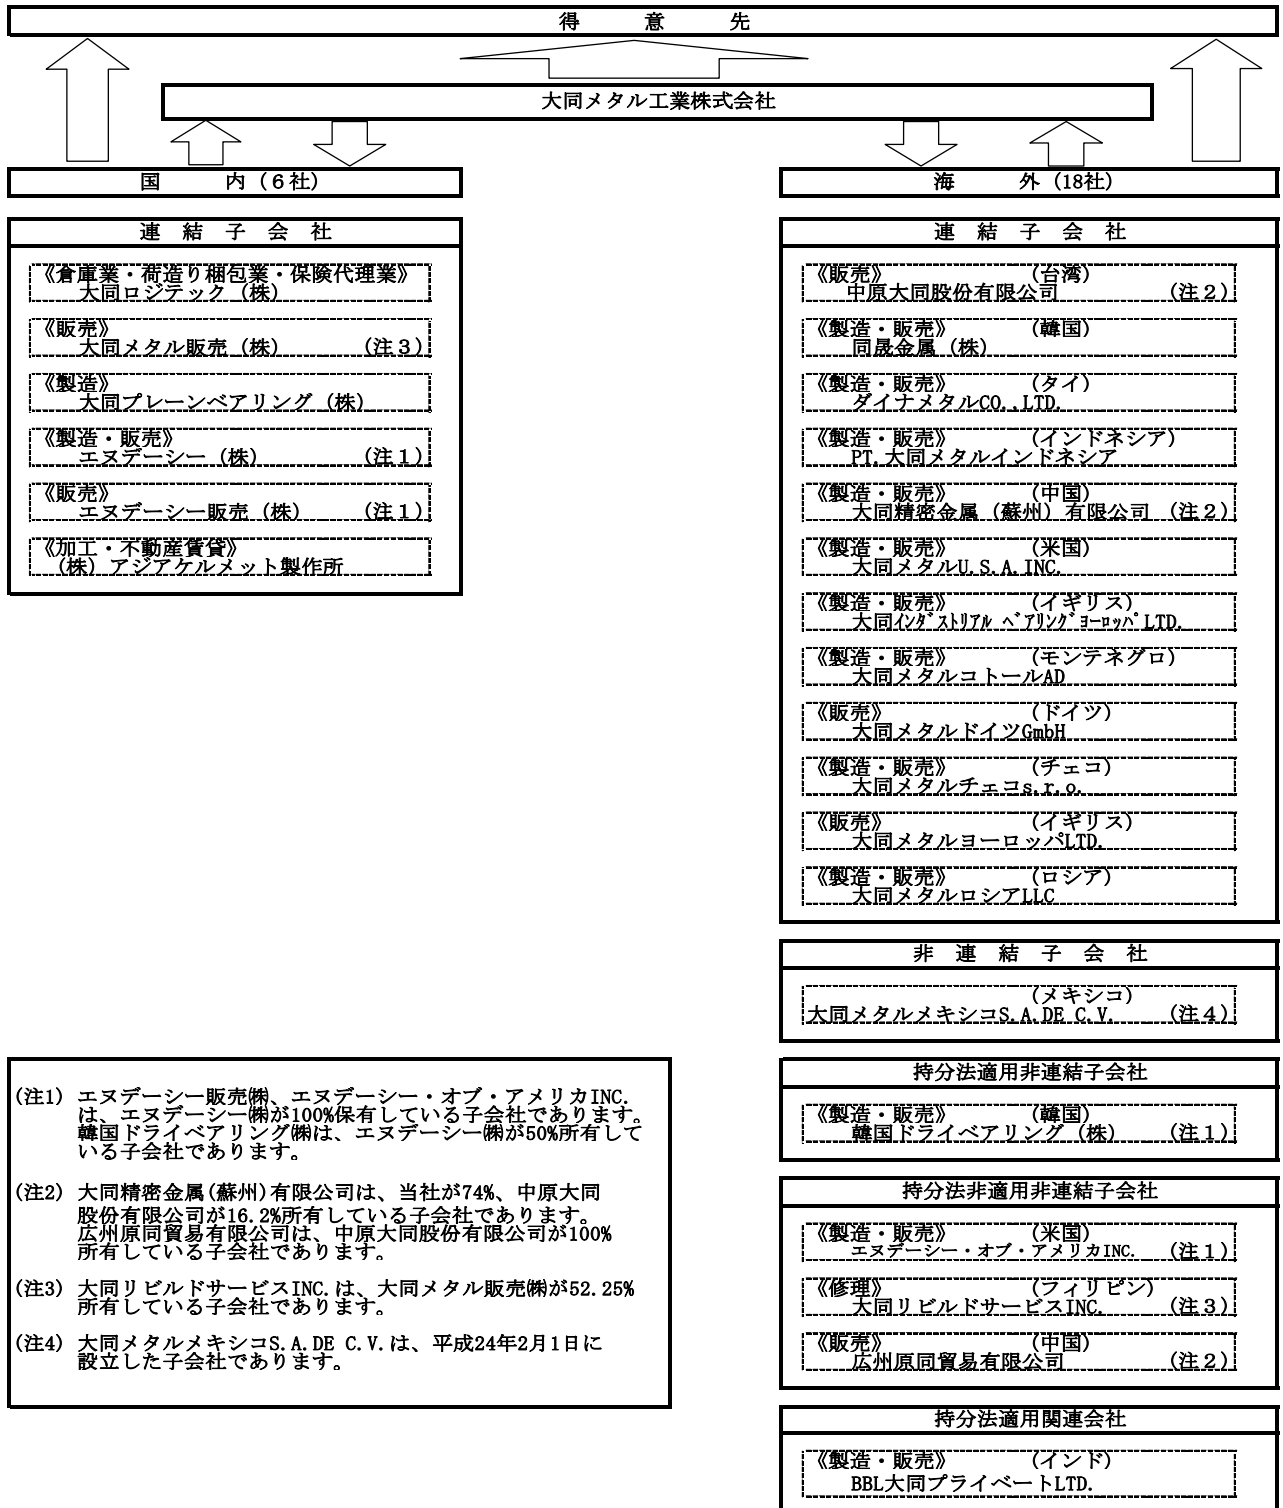 得　意　先
大同メタル工業株式会社
国　内（６社）
連　結　子　会　社
《倉庫業・荷造り梱包業・保険代理業》
大同ロジテック（株）
《販売》
大同メタル販売（株）　（注３）
《製造》
大同プレーンベアリング（株）
《製造・販売》
エヌデーシー（株）　（注１）
《販売》
エヌデーシー販売（株）　（注１）
《加工・不動産賃貸》
（株）アジアケルメット製作所
海　外（18社）
連　結　子　会　社
《販売》　（台湾）
中原大同股份有限公司　（注２）
《製造・販売》　（韓国）
同晟金属（株）
《製造・販売》　（タイ）
ダイナメタルCO.,LTD.
《製造・販売》　（インドネシア）
PT.大同メタルインドネシア
《製造・販売》　（中国）
大同精密金属（蘇州）有限公司　（注２）
《製造・販売》　（米国）
大同メタルU.S.A.INC.
《製造・販売》　（イギリス）
大同ｲﾝﾀﾞｽﾄﾘｱﾙ ﾍﾞｱﾘﾝｸﾞﾖｰﾛｯﾊﾟLTD.
《製造・販売》　（モンテネグロ）
大同メタルコトールAD
《販売》　（ドイツ）
大同メタルドイツGmbH
《製造・販売》　（チェコ）
大同メタルチェコs.r.o.
《販売》　（イギリス）
大同メタルヨーロッパLTD.
《製造・販売》　（ロシア）
大同メタルロシアLLC
非　連　結　子　会　社
（メキシコ）
大同メタルメキシコS.A.DE C.V.　（注４）
持分法適用非連結子会社
《製造・販売》　（韓国）
韓国ドライベアリング（株）　（注１）
持分法非適用非連結子会社
《製造・販売》　（米国）
エヌデーシー・オブ・アメリカINC.　（注１）
《修理》　（フィリピン）
大同リビルドサービスINC.　（注３）
《販売》　（中国）
広州原同貿易有限公司　（注２）
持分法適用関連会社
《製造・販売》　（インド）
BBL大同プライベートLTD.
(注1) エヌデーシー販売㈱、エヌデーシー・オブ・アメリカINC.
は、エヌデーシー㈱が100%保有している子会社であります。
韓国ドライベアリング㈱は、エヌデーシー㈱が50%所有して
いる子会社であります。
(注2) 大同精密金属(蘇州)有限公司は、当社が74%、中原大同
股份有限公司が16.2%所有している子会社であります。
広州原同貿易有限公司は、中原大同股份有限公司が100%
所有している子会社であります。
(注3) 大同リビルドサービスINC.は、大同メタル販売㈱が52.25%
所有している子会社であります。
(注4) 大同メタルメキシコS.A.DE C.V.は、平成24年2月1日に
設立した子会社であります。